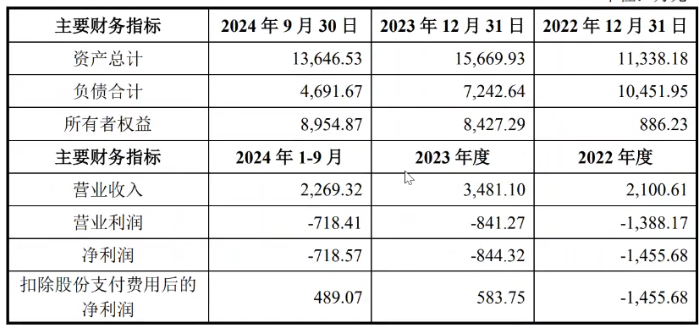 主要财务指标 2024 年 9 月 30 日 2023 年 12 月 31 日 2022 年 12 月 31 日
资产总计 13,646.53 15,669.93 11,338.18
负债合计 4,691.67 7,242.64 10,451.95
所有者权益 8,954.87 8,427.29 886.23
主要财务指标 2024 年 1-9 月 2023 年度 2022 年度
营业收入 2,269.32 3,481.10 2,100.61
营业利润 -718.41 -841.27 -1,388.17
净利润 -718.57 -844.32 -1,455.68
扣除股份支付费用后的
净利润 489.07 583.75 -1,455.68